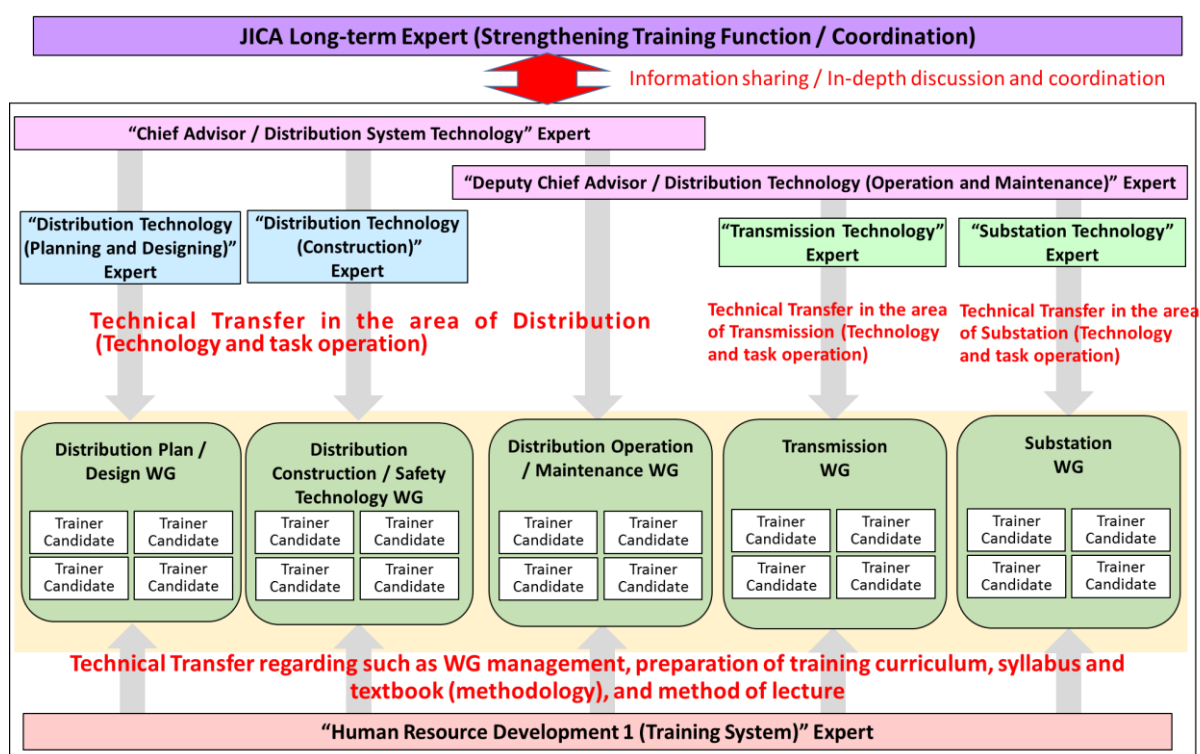 JICA Long-term Expert (Strengthening Training Function / Coordination)
Information sharing / In-depth discussion and coordination
“Chief Advisor / Distribution System Technology” Expert
“Deputy Chief Advisor / Distribution Technology (Operation and Maintenance)” Expert
“Distribution Technology
(Planning and Designing)”
Expert
“Distribution Technology
(Construction)”
Expert
“Transmission Technology”
Expert
“Substation Technology”
Expert
Technical Transfer in the area of Distribution
(Technology and task operation)
Technical Transfer in the area
of Transmission (Technology
and task operation)
Technical Transfer in the area
of Substation (Technology
and task operation)
Distribution Plan /
Design WG
Trainer
Candidate
Trainer
Candidate
Trainer
Candidate
Trainer
Candidate
Distribution
Construction / Safety
Technology WG
Trainer
Candidate
Trainer
Candidate
Trainer
Candidate
Trainer
Candidate
Distribution Operation
/ Maintenance WG
Trainer
Candidate
Trainer
Candidate
Trainer
Candidate
Trainer
Candidate
Transmission
WG
Trainer
Candidate
Trainer
Candidate
Trainer
Candidate
Trainer
Candidate
Substation
WG
Trainer
Candidate
Trainer
Candidate
Trainer
Candidate
Trainer
Candidate
Technical Transfer regarding such as WG management, preparation of training curriculum, syllabus and
textbook (methodology), and method of lecture
“Human Resource Development 1 (Training System)” Expert